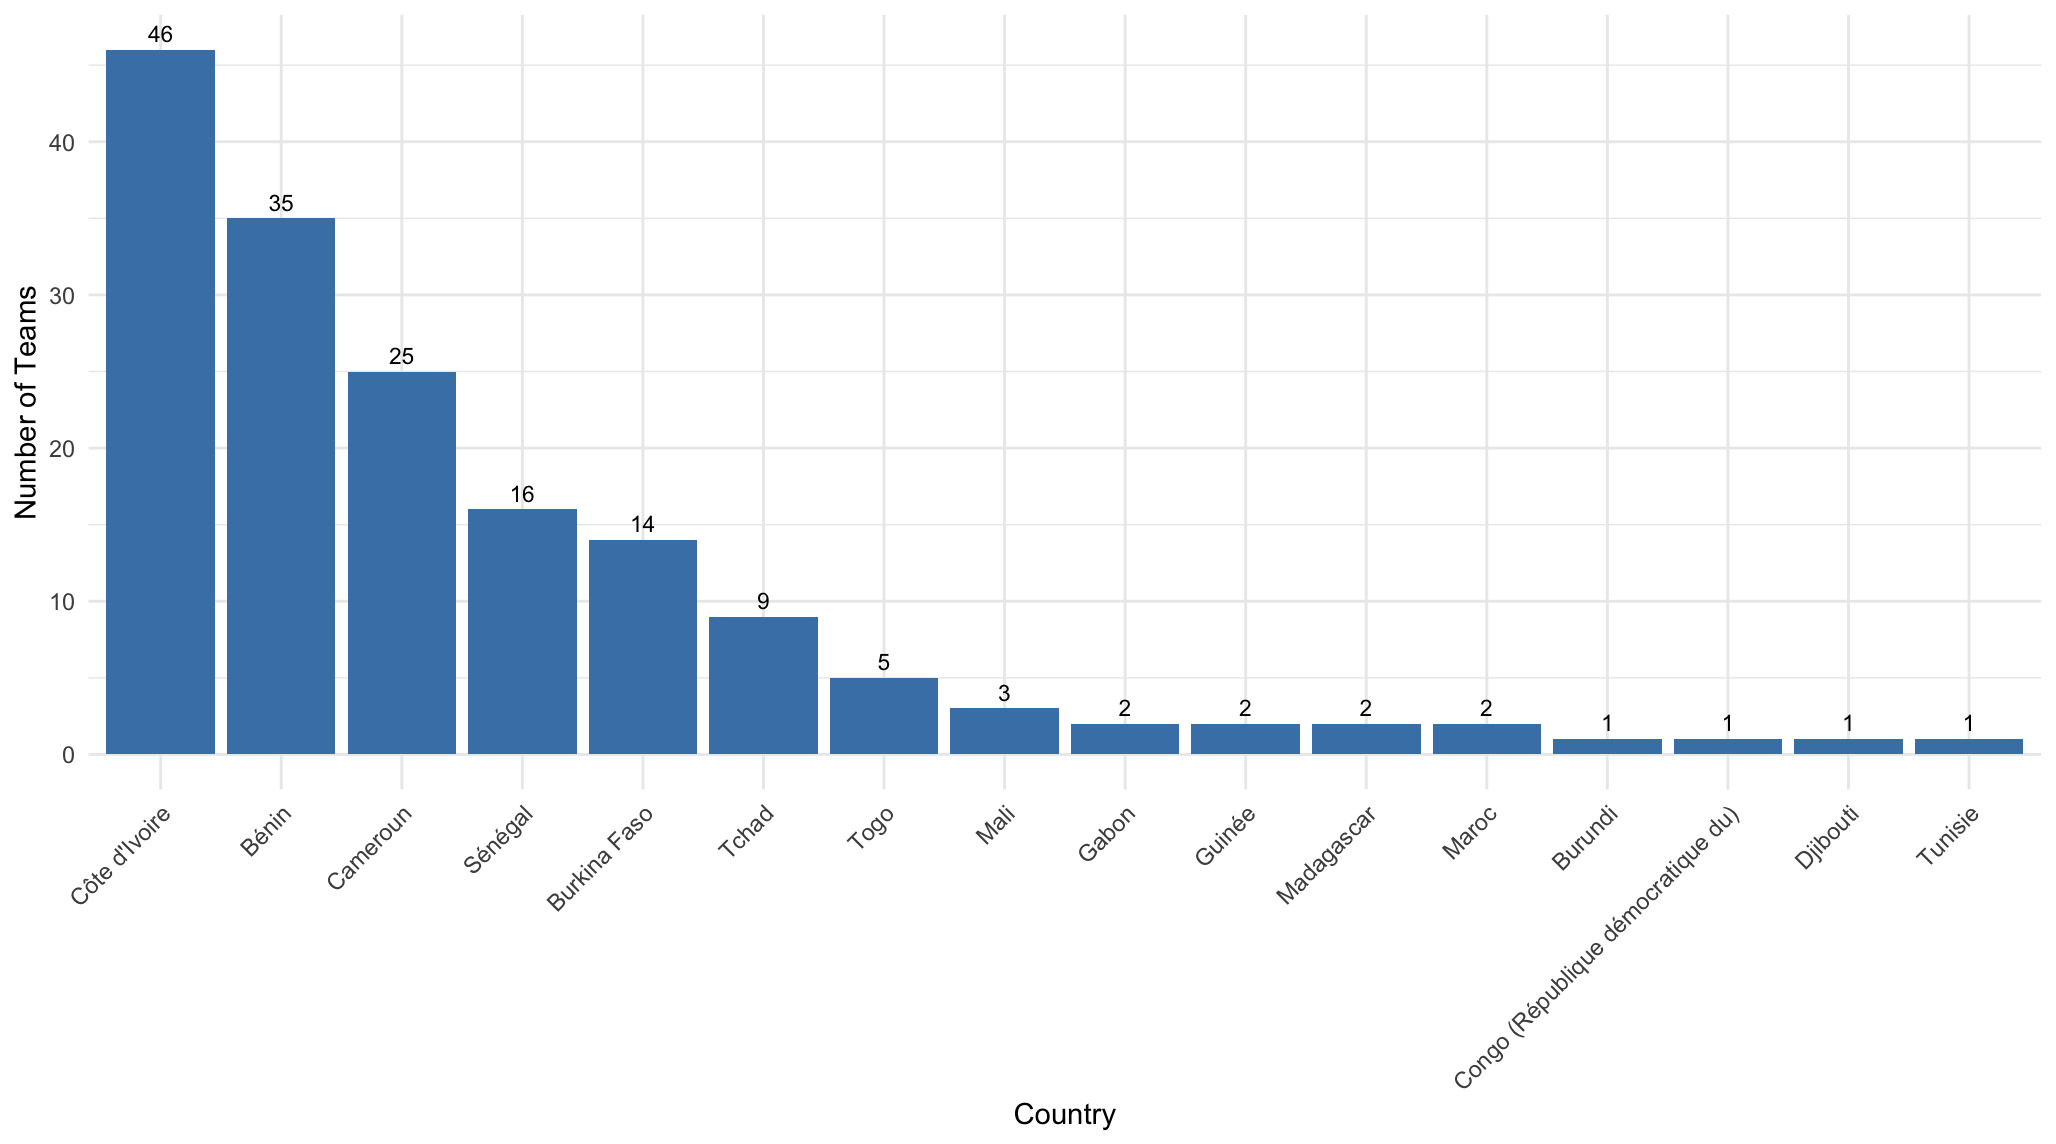 46
35
25
16
14
9
5
3
2
2
2
2
1
1
1
1
40
30
20
10
0
Number of Teams
Côte d'Ivoire
Bénin
Cameroun
Sénégal
Burkina Faso
Tchad
Togo
Mali
Gabon
Guinée
Madagascar
Maroc
Burundi
Congo (République démocratique du)
Djibouti
Tunisie
Country